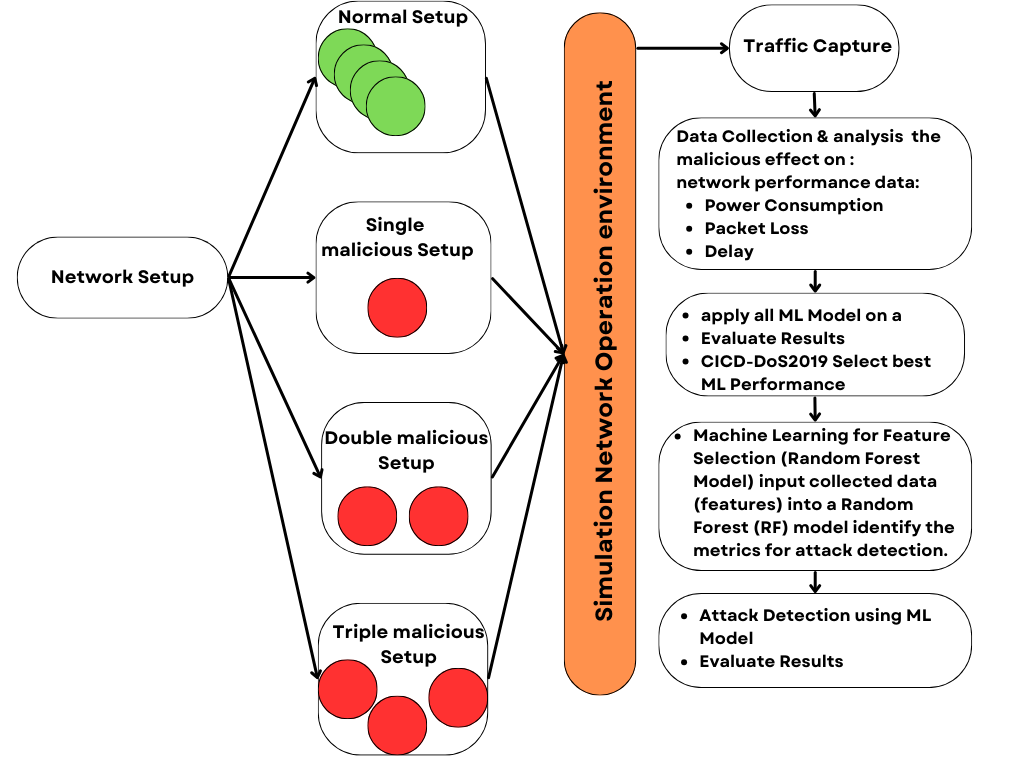 Network Setup
Normal Setup
Single
malicious Setup
Double malicious
Setup
Triple malicious
Setup
Simulation Network Operation environment
Traffic Capture
Data Collection & analysis the
malicious effect on :
network performance data:
• Power Consumption
• Packet Loss
• Delay
• apply all ML Model on a
• Evaluate Results
• CICD-DoS2019 Select best
ML Performance
• Machine Learning for Feature
Selection (Random Forest
Model) input collected data
(features) into a Random
Forest (RF) model identify the
metrics for attack detection.
• Attack Detection using ML
Model
• Evaluate Results